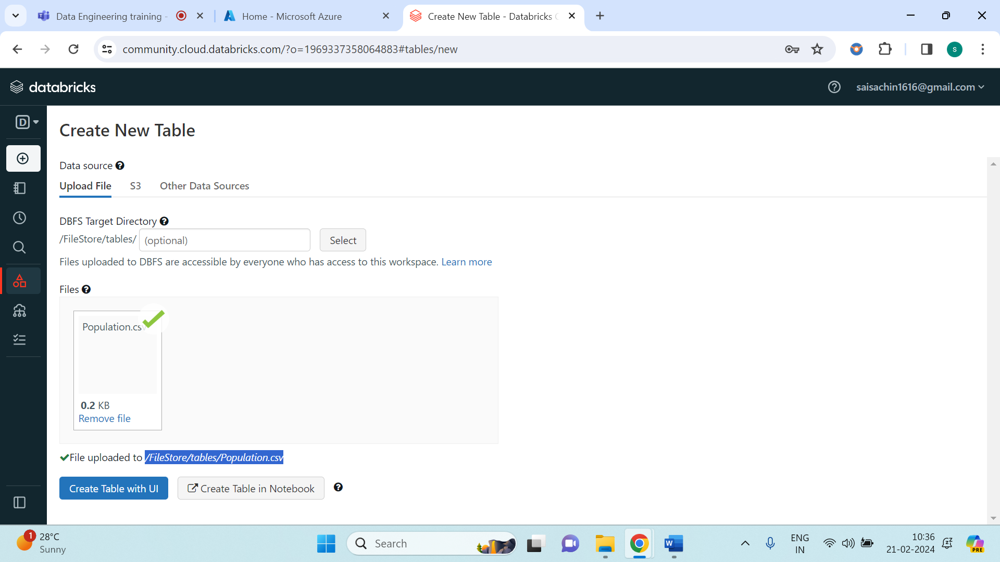 Data Engineering training -
Home - Microsoft Azure
Create New Table - Databricks C
community.cloud.databricks.com/?o=1969337358064883#tables/new
s
databricks
saisachin1616@gmail.com
D
Create New Table
Data source
Upload File
S3
Other Data Sources
DBFS Target Directory
/FileStore/tables/
(optional)
Select
Files uploaded to DBFS are accessible by everyone who has access to this workspace. Learn more
Files
Population.csv
0.2 KB
Remove file
File uploaded to /FileStore/tables/Population.csv
Create Table with UI
Create Table in Notebook
1
28°C
Sunny
Search
W
ENG
IN
10:36
21-02-2024
PRE